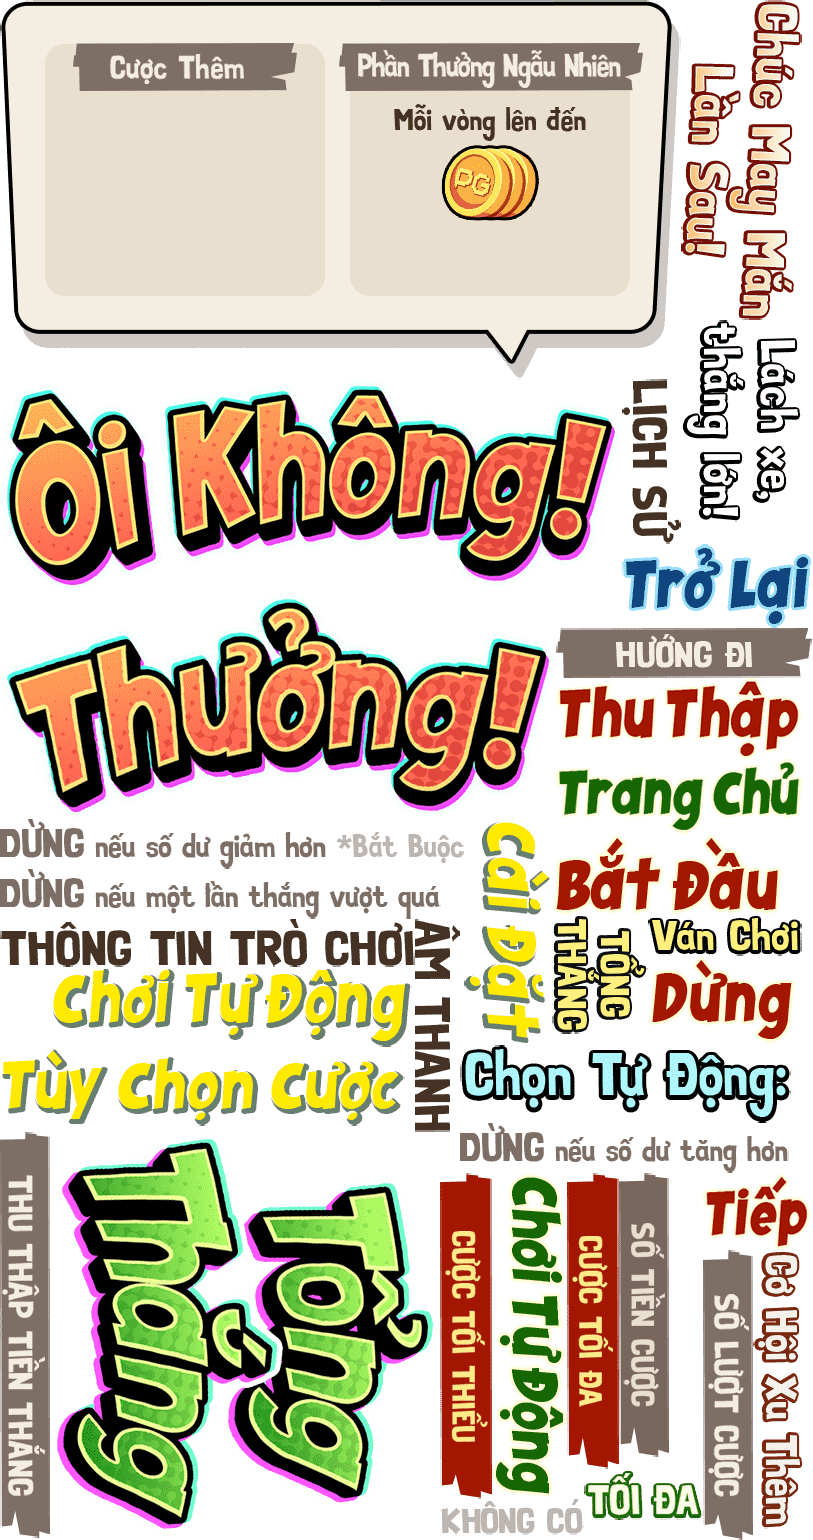 Cược Thêm
Phần Thưởng Ngẫu Nhiên
Mỗi vòng lên đến
PG
Chúc May Mắn
Lần Sau!
Lách xe,
thắng lớn!
LỊCH SỬ
Ôi Không!
Trở Lại
HƯỚNG ĐI
Thưởng!
Thu Thập
Trang Chủ
DỪNG nếu số dư giảm hơn *Bắt Buộc
DỪNG nếu một lần thắng vượt quá
Cài Đặt
Bắt Đầu
THÔNG TIN TRÒ CHƠI
ÂM THANH
TỔNG
THẮNG
Ván Chơi
Dừng
Chơi Tự Động
Tùy Chọn Cược
Chọn Tự Động:
DỪNG nếu số dư tăng hơn
THU THẬP TIỀN THẮNG
Tổng
Thắng
CƯỢC TỐI THIỂU
Chơi Tự Động
CƯỢC TỐI ĐA
SỐ TIỀN CƯỢC
Tiếp
SỐ LƯỢT CƯỢC
Cơ Hội Xu Thêm
KHÔNG CÓ
TỐI ĐA